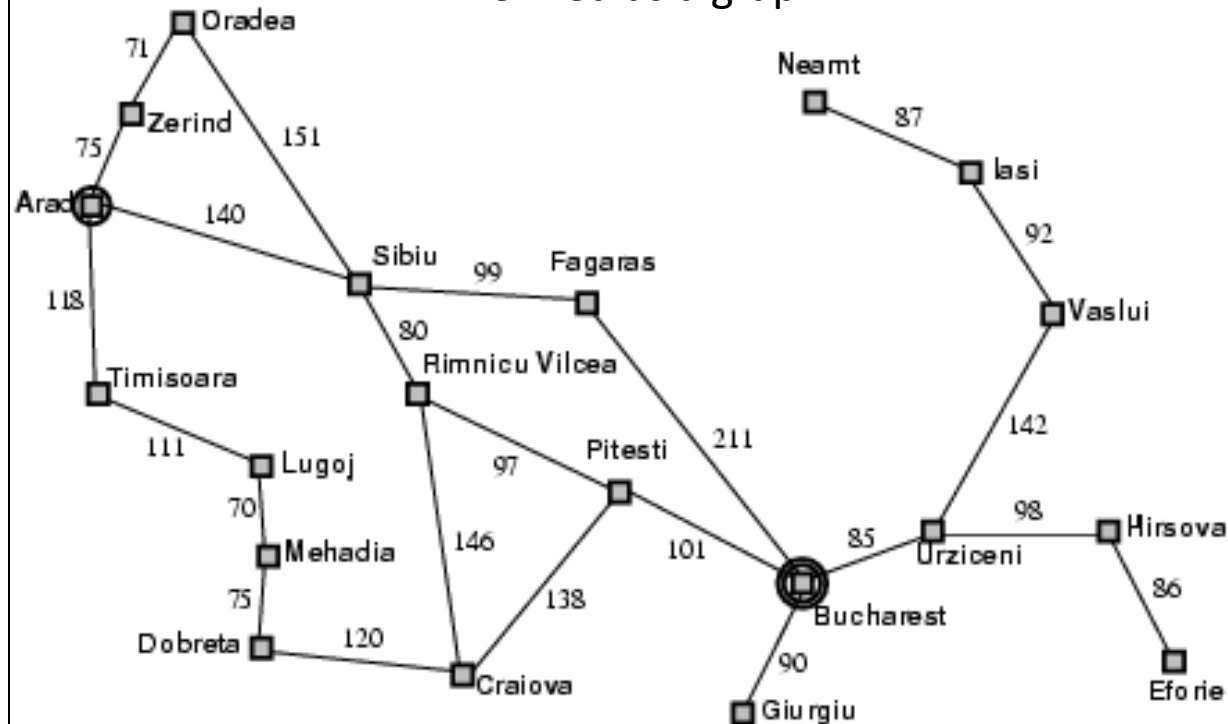 Oradea
71
Neamt
Zerind
87
151
75
Iasi
Arad
140
92
Sibiu
99
Fagaras
118
80
Vaslui
Timisoara
Rimnicu Vilcea
142
111
211
Lugoj
97
Pitesti
70
98
Hirsova
146
85
Mehadia
101
Urziceni
86
75
138
Bucharest
120
Dobreta
90
Craiova
Eforie
Giurgiu